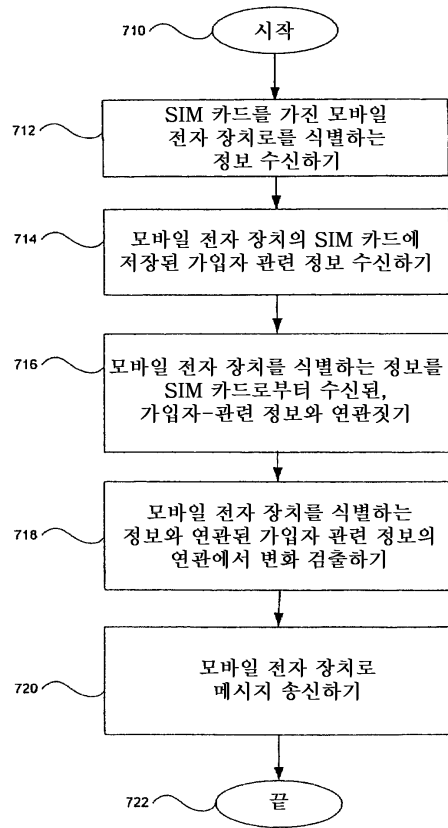 710
시작
712
SIM 카드를 가진 모바일
전자 장치로를 식별하는
정보 수신하기
714
모바일 전자 장치의 SIM 카드에
저장된 가입자 관련 정보 수신하기
716
모바일 전자 장치를 식별하는 정보를
SIM 카드로부터 수신된,
가입자-관련 정보와 연관짓기
718
모바일 전자 장치를 식별하는
정보와 연관된 가입자 관련 정보의
연관에서 변화 검출하기
720
모바일 전자 장치로
메시지 송신하기
722
끝